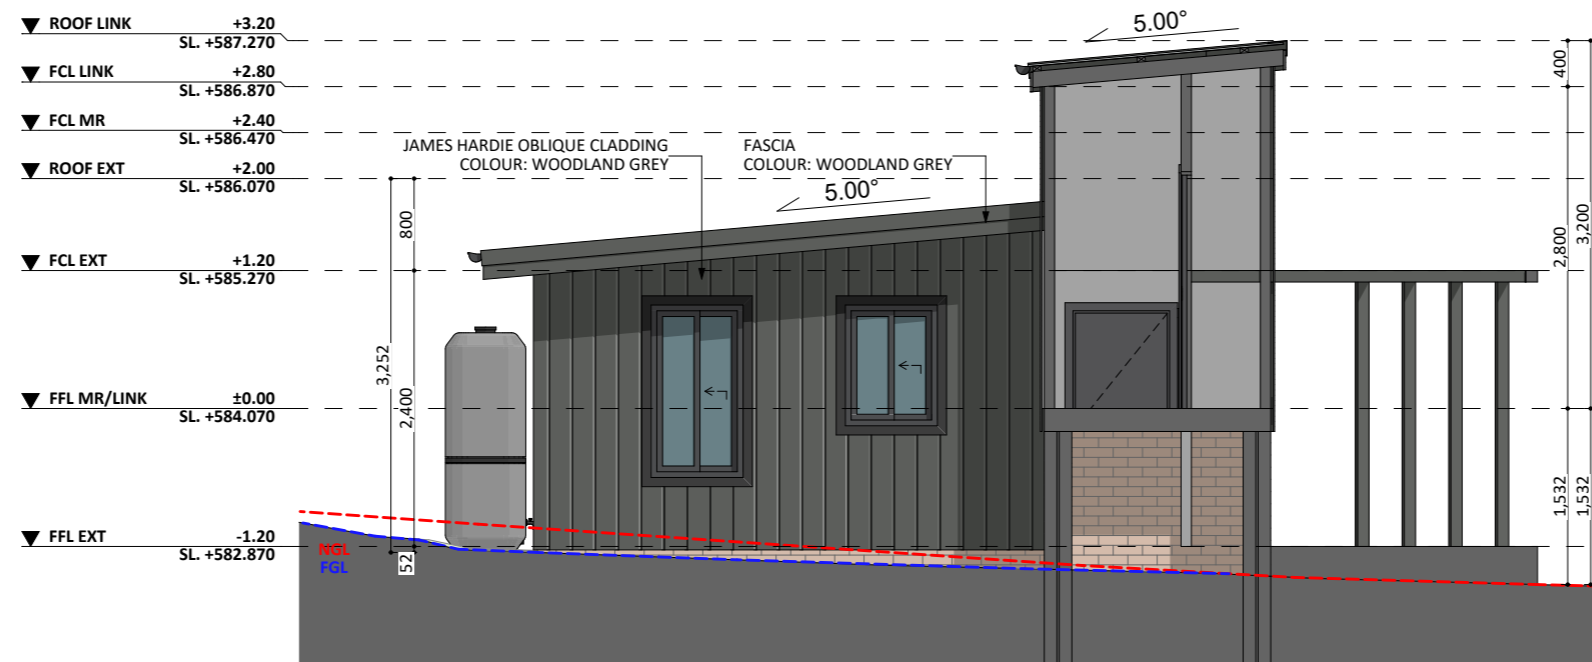 ROOF LINK +3.20
SL. +587.270
5.00°
FCL LINK +2.80
SL. +586.870
400
FCL MR +2.40
SL. +586.470
JAMES HARDIE OBLIQUE CLADDING
COLOUR: WOODLAND GREY
FASCIA
COLOUR: WOODLAND GREY
ROOF EXT +2.00
SL. +586.070
5.00°
800
2,800
3,200
FCL EXT +1.20
SL. +585.270
3,252
2,400
FFL MR/LINK ±0.00
SL. +584.070
1,532
1,532
FFL EXT -1.20
SL. +582.870
NGL
FGL
52